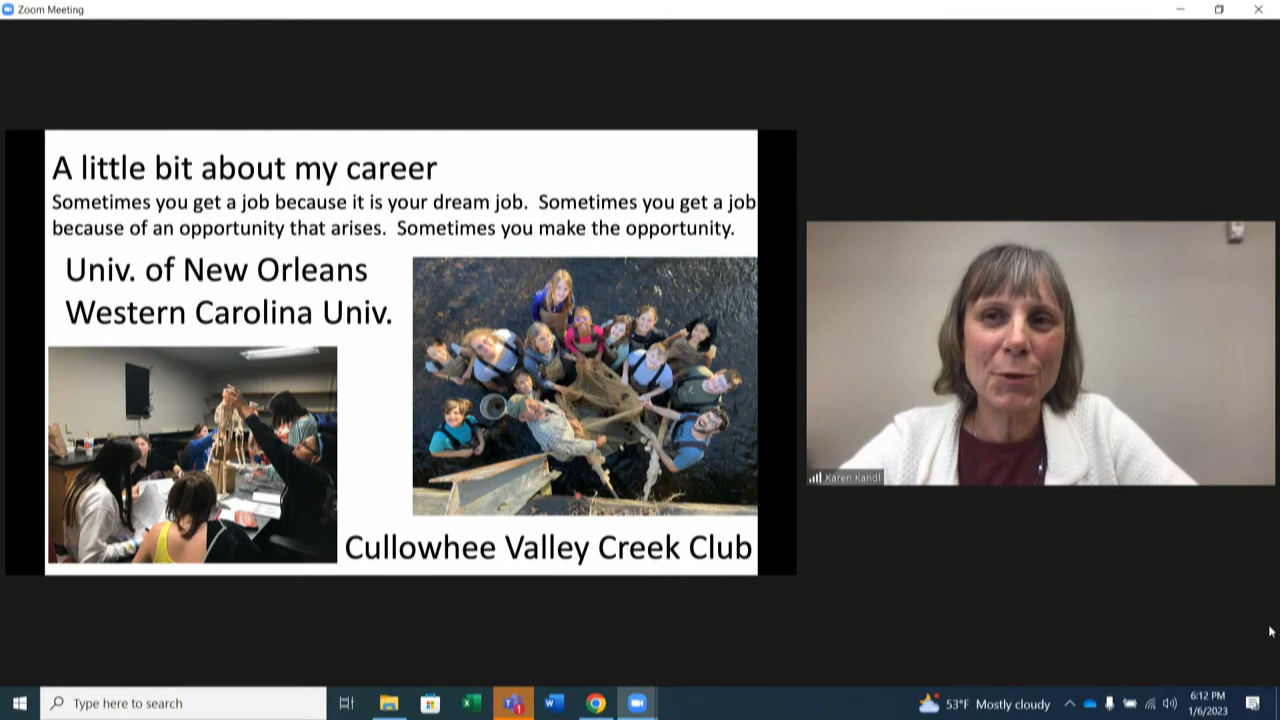 Zoom Meeting
A little bit about my career
Sometimes you get a job because it is your dream job. Sometimes you get a job
because of an opportunity that arises. Sometimes you make the opportunity.
Univ. of New Orleans
Western Carolina Univ.
Cullowhee Valley Creek Club
Karen Kandl
Type here to search
1
53°F Mostly cloudy
6:12 PM
1/6/2023